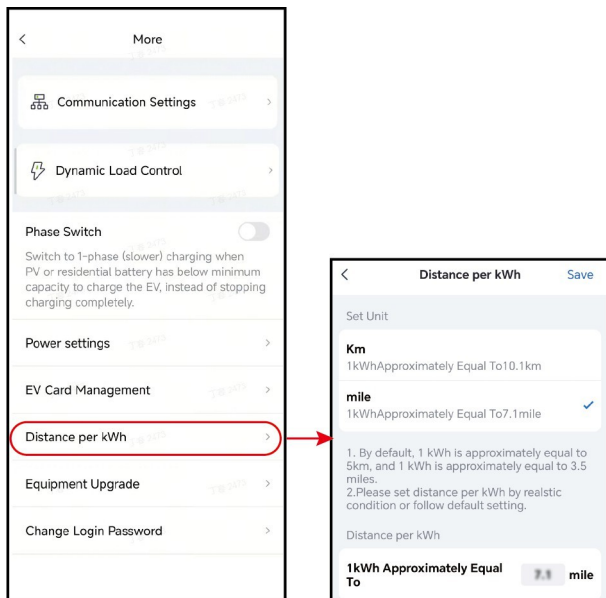 More
Communication Settings
Dynamic Load Control
Phase Switch
Switch to 1-phase (slower) charging when
PV or residential battery has below minimum
capacity to charge the EV, instead of stopping
charging completely.
Power settings
EV Card Management
Distance per kWh
Equipment Upgrade
Change Login Password
Distance per kWh Save
Set Unit
Km
1kWhApproximately Equal To10.1km
mile
1kWhApproximately Equal To7.1mile
1. By default, 1 kWh is approximately equal to
5km, and 1 kWh is approximately equal to 3.5
miles.
2.Please set distance per kWh by realstic
condition or follow default setting.
Distance per kWh
1kWh Approximately Equal
To 7.1 mile